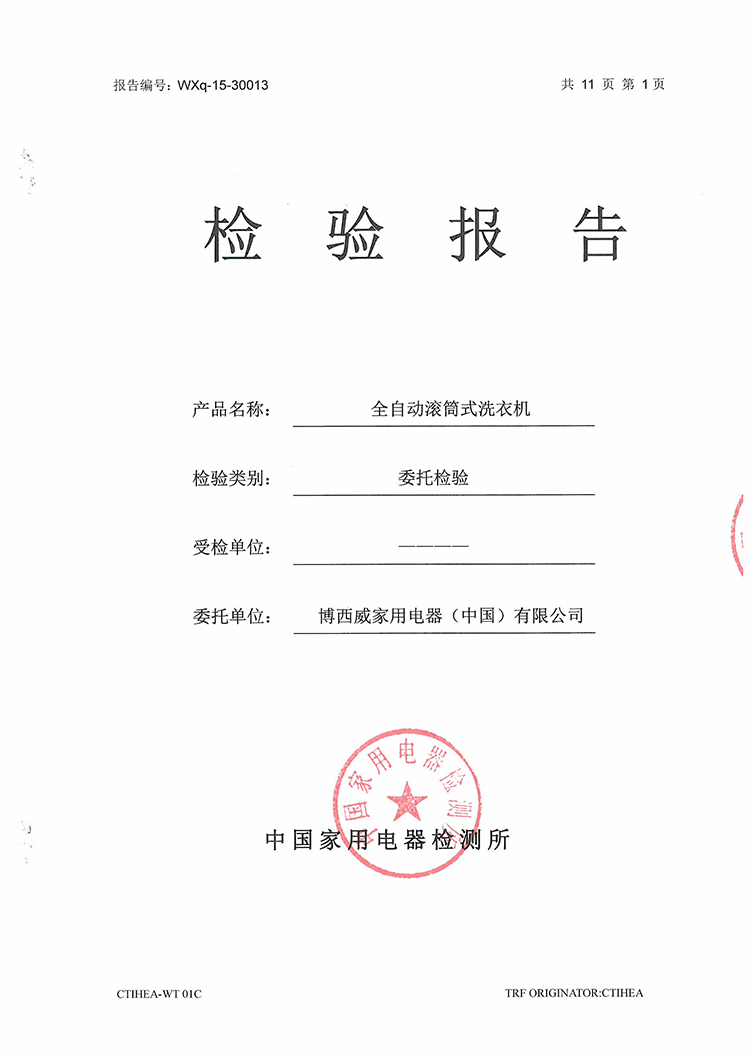 报告编号：WXq-15-30013 共 11 页 第 1 页
检 验 报 告
产品名称： 全自动滚筒式洗衣机
检验类别： 委托检验
受检单位： ————
委托单位： 博西威家用电器（中国）有限公司
中国家用电器检测所
中国家用电器检测所
CTIHEA-WT 01C TRF ORIGINATOR:CTIHEA